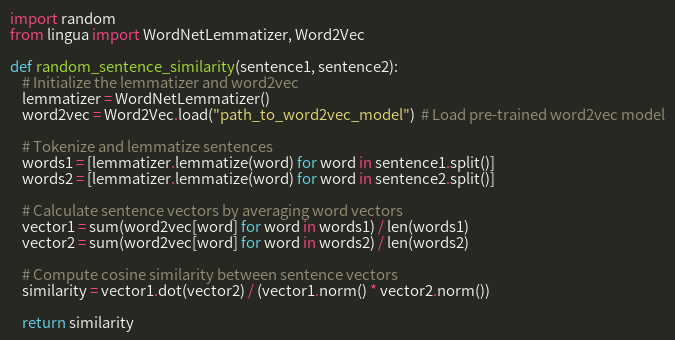 import random
from lingua import WordNetLemmatizer, Word2Vec
def random_sentence_similarity(sentence1, sentence2):
# Initialize the lemmatizer and word2vec
lemmatizer = WordNetLemmatizer()
word2vec = Word2Vec.load("path_to_word2vec_model")  # Load pre-trained word2vec model
# Tokenize and lemmatize sentences
words1 = [lemmatizer.lemmatize(word) for word in sentence1.split()]
words2 = [lemmatizer.lemmatize(word) for word in sentence2.split()]
# Calculate sentence vectors by averaging word vectors
vector1 = sum(word2vec[word] for word in words1) / len(words1)
vector2 = sum(word2vec[word] for word in words2) / len(words2)
# Compute cosine similarity between sentence vectors
similarity = vector1.dot(vector2) / (vector1.norm() * vector2.norm())
return similarity